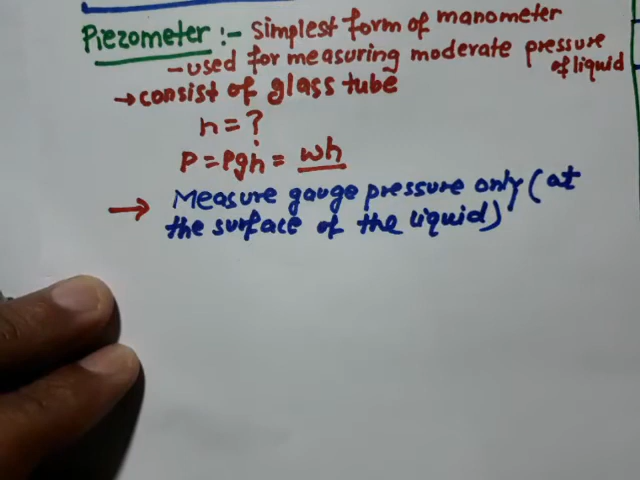 Piezometer :- Simplest form of manometer
- used for measuring moderate pressure of liquid
→ consist of glass tube
h = ?
P = ρgh = wh
→ Measure gauge pressure only (at
the surface of the liquid)